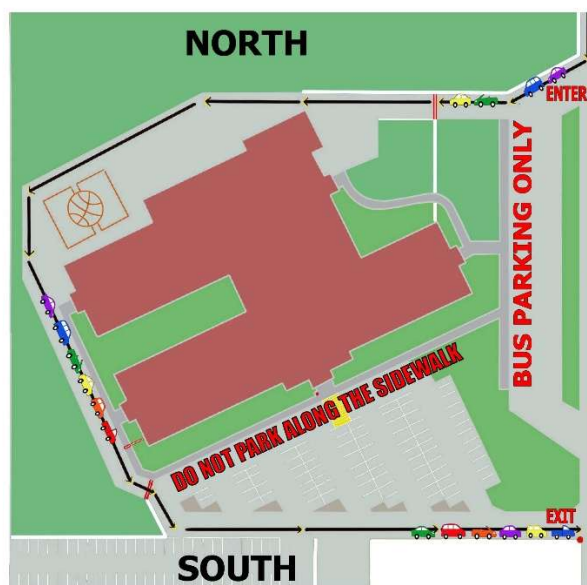 NORTH
ENTER
BUS PARKING ONLY
DO NOT PARK ALONG THE SIDEWALK
EXIT
SOUTH